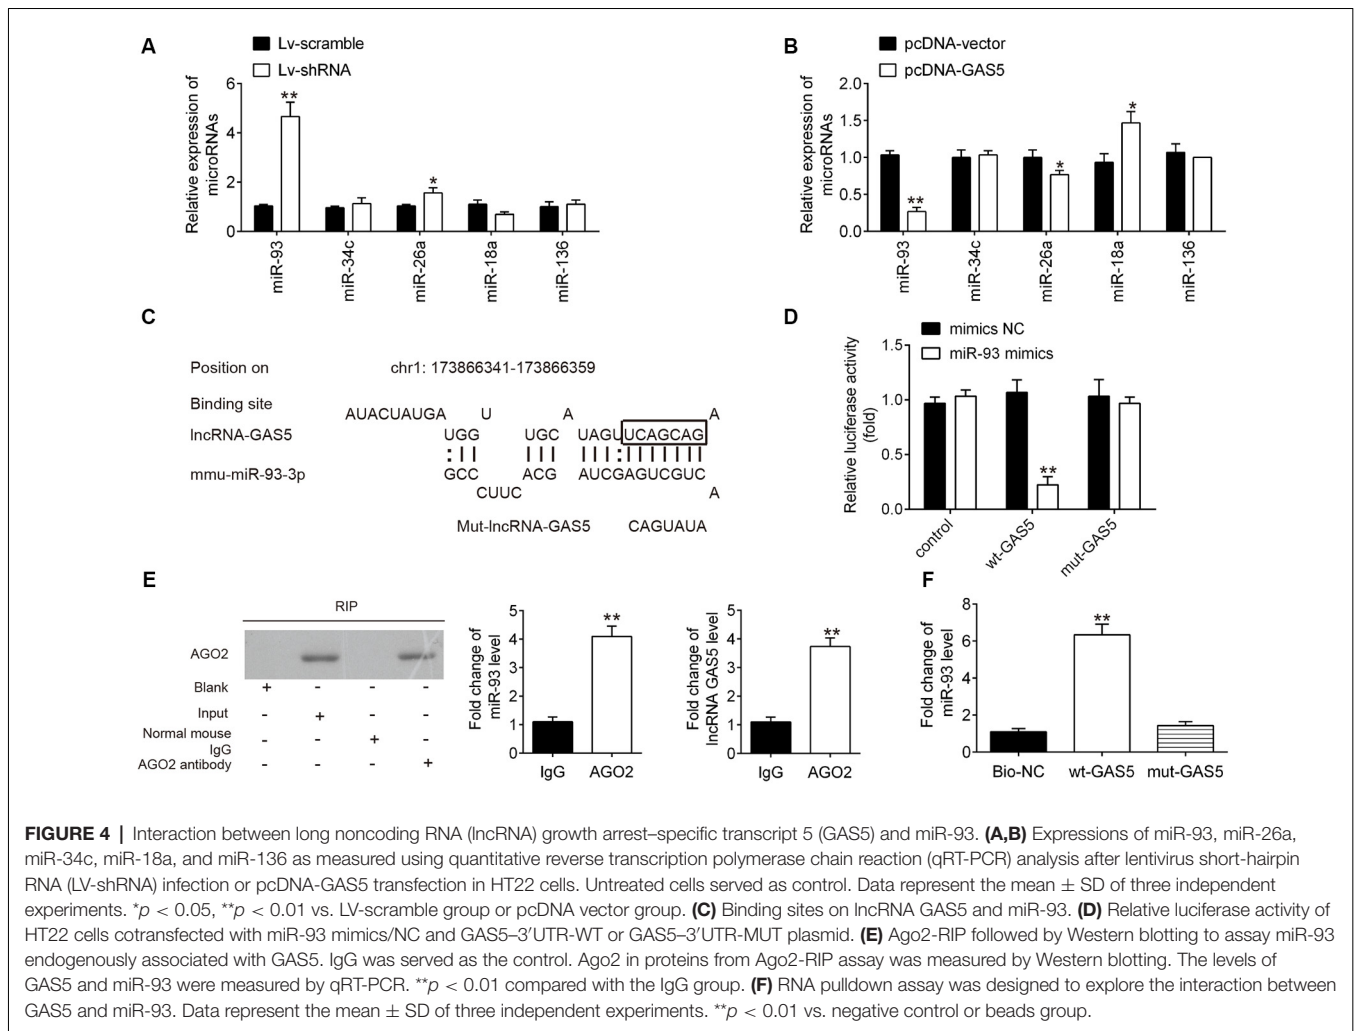 A
Lv-scramble
Lv-shRNA
Relative expression of
microRNAs
6
4
2
0
**
*
miR-93
miR-34c
miR-26a
miR-18a
miR-136
B
pcDNA-vector
pcDNA-GAS5
Relative expression of
microRNAs
2.0
1.5
1.0
0.5
0.0
**
*
*
miR-93
miR-34c
miR-26a
miR-18a
miR-136
C
Position on chr1: 173866341-173866359
Binding site
AUACUAUGA U A A
lncRNA-GAS5 UGG UGC UAGUUCAGCAG
mmu-miR-93-3p GCC ACG AUCGAGUCGUC
CUUC A
Mut-lncRNA-GAS5 CAGUAUA
D
mimics NC
miR-93 mimics
Relative luciferase activity
(fold)
1.5
1.0
0.5
0.0
**
control
wt-GAS5
mut-GAS5
E
RIP
AGO2
Blank + - - -
Input - + - -
Normal mouse
IgG - - + -
AGO2 antibody - - - +
Fold change of
miR-93 level
5
4
3
2
1
0
**
IgG AGO2
Fold change of
lncRNA GAS5 level
5
4
3
2
1
0
**
IgG AGO2
F
Fold change of
miR-93 level
8
6
4
2
0
**
Bio-NC wt-GAS5 mut-GAS5
FIGURE 4 | Interaction between long noncoding RNA (lncRNA) growth arrest–specific transcript 5 (GAS5) and miR-93. (A,B) Expressions of miR-93, miR-26a,
miR-34c, miR-18a, and miR-136 as measured using quantitative reverse transcription polymerase chain reaction (qRT-PCR) analysis after lentivirus short-hairpin
RNA (LV-shRNA) infection or pcDNA-GAS5 transfection in HT22 cells. Untreated cells served as control. Data represent the mean ± SD of three independent
experiments. *p < 0.05, **p < 0.01 vs. LV-scramble group or pcDNA vector group. (C) Binding sites on lncRNA GAS5 and miR-93. (D) Relative luciferase activity of
HT22 cells cotransfected with miR-93 mimics/NC and GAS5–3′UTR-WT or GAS5–3′UTR-MUT plasmid. (E) Ago2-RIP followed by Western blotting to assay miR-93
endogenously associated with GAS5. IgG was served as the control. Ago2 in proteins from Ago2-RIP assay was measured by Western blotting. The levels of
GAS5 and miR-93 were measured by qRT-PCR. **p < 0.01 compared with the IgG group. (F) RNA pulldown assay was designed to explore the interaction between
GAS5 and miR-93. Data represent the mean ± SD of three independent experiments. **p < 0.01 vs. negative control or beads group.